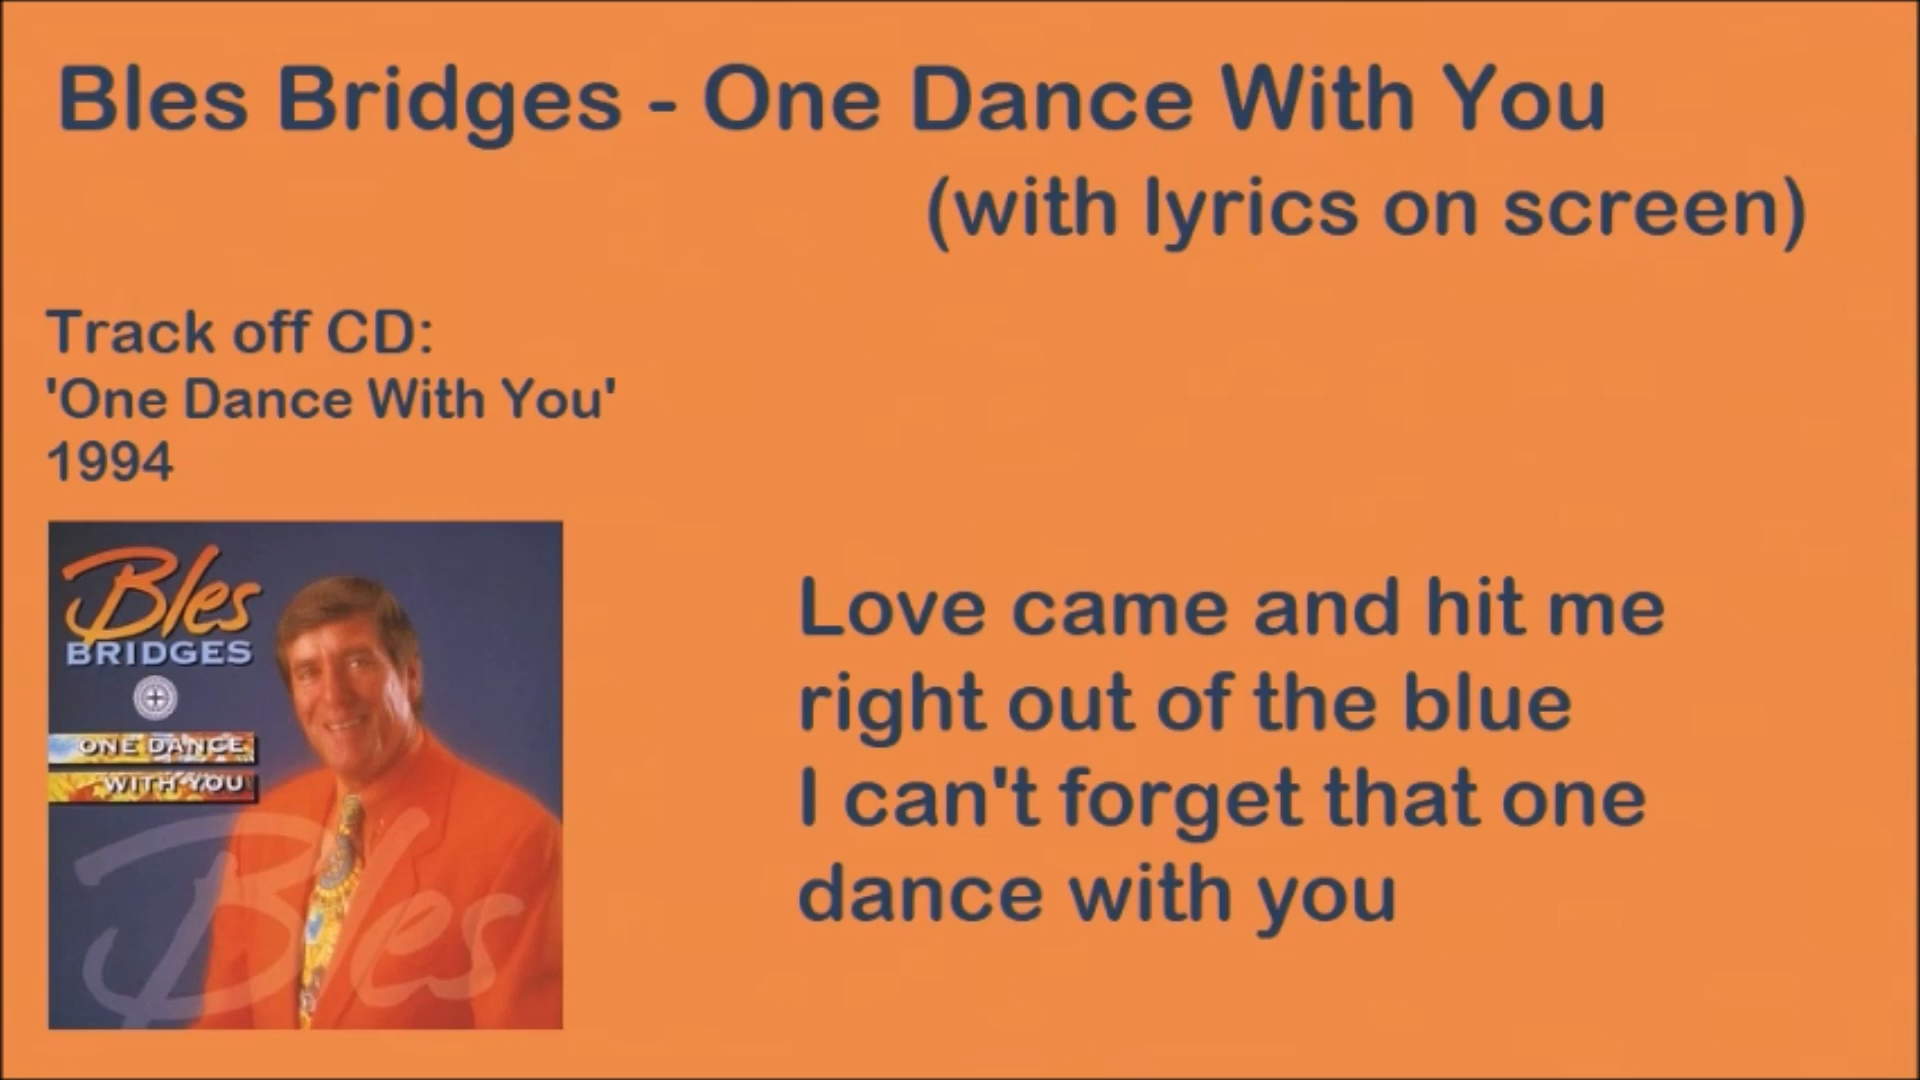 Bles Bridges - One Dance With You
(with lyrics on screen)
Track off CD:
'One Dance With You'
1994
Bles
BRIDGES
ONE DANCE
WITH YOU
Bles
Love came and hit me
right out of the blue
I can't forget that one
dance with you